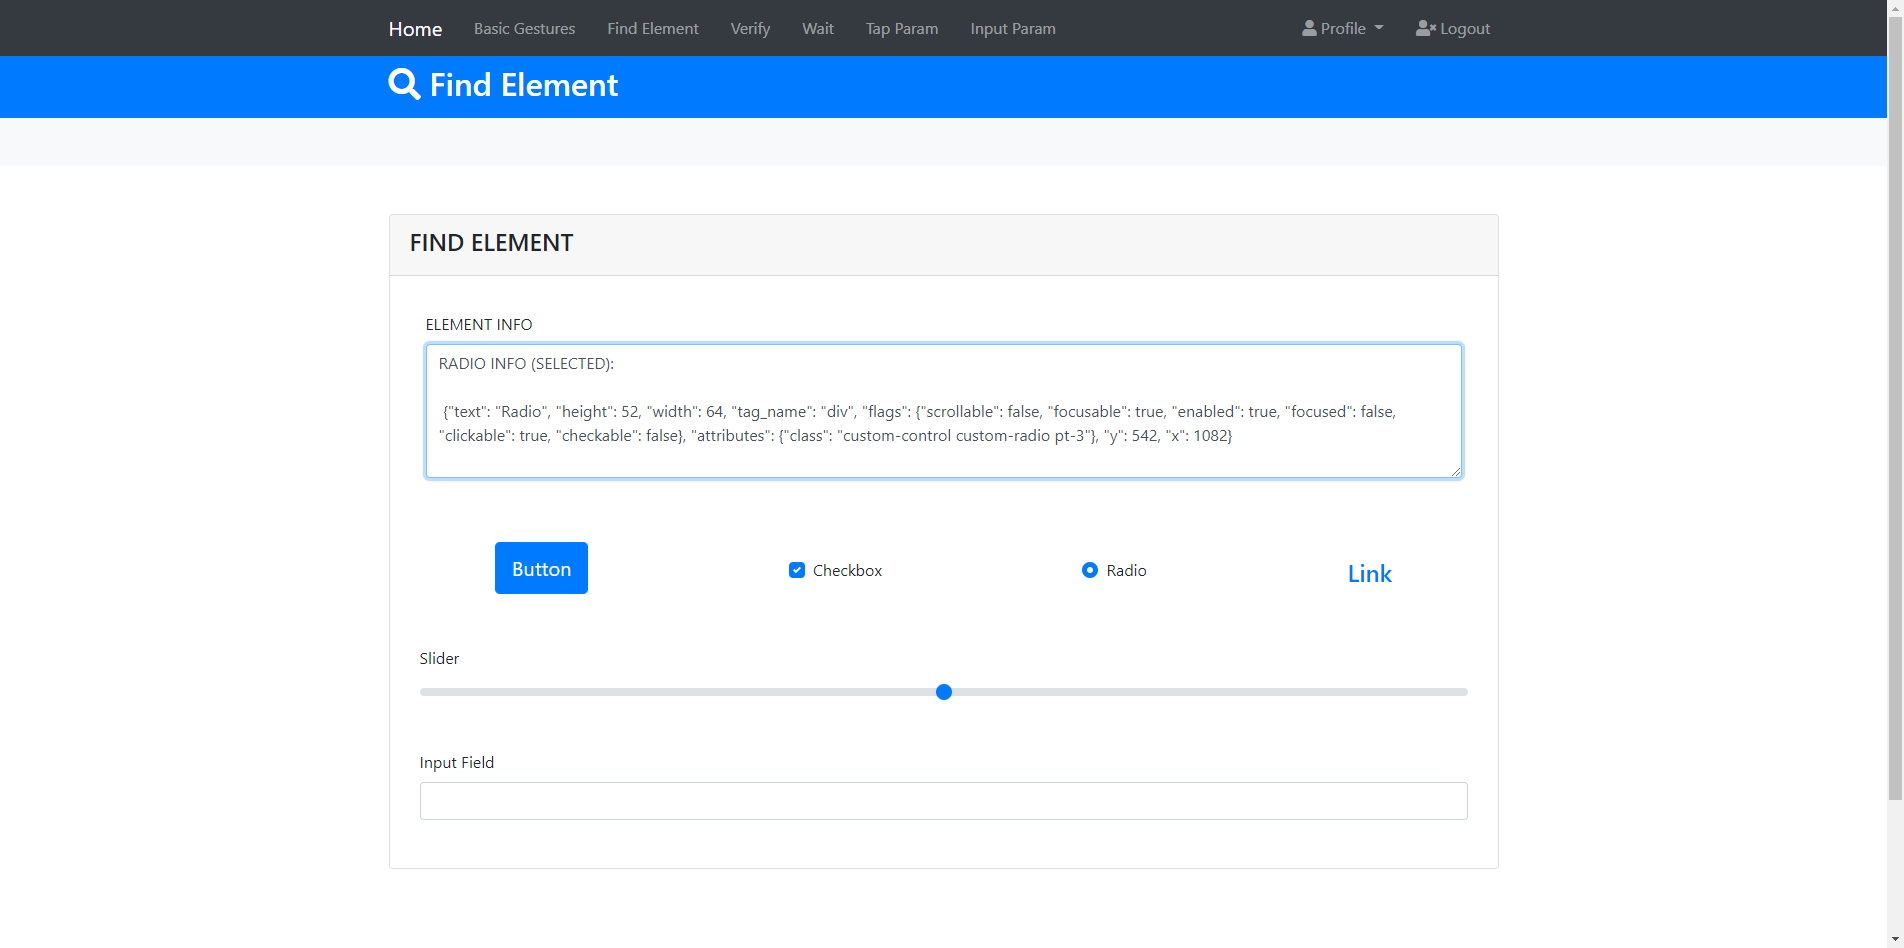 Home Basic Gestures Find Element Verify Wait Tap Param Input Param Profile Logout
Find Element
FIND ELEMENT
ELEMENT INFO
RADIO INFO (SELECTED):
{"text": "Radio", "height": 52, "width": 64, "tag_name": "div", "flags": {"scrollable": false, "focusable": true, "enabled": true, "focused": false,
"clickable": true, "checkable": false}, "attributes": {"class": "custom-control custom-radio pt-3"}, "y": 542, "x": 1082}
Button Checkbox Radio Link
Slider
Input Field